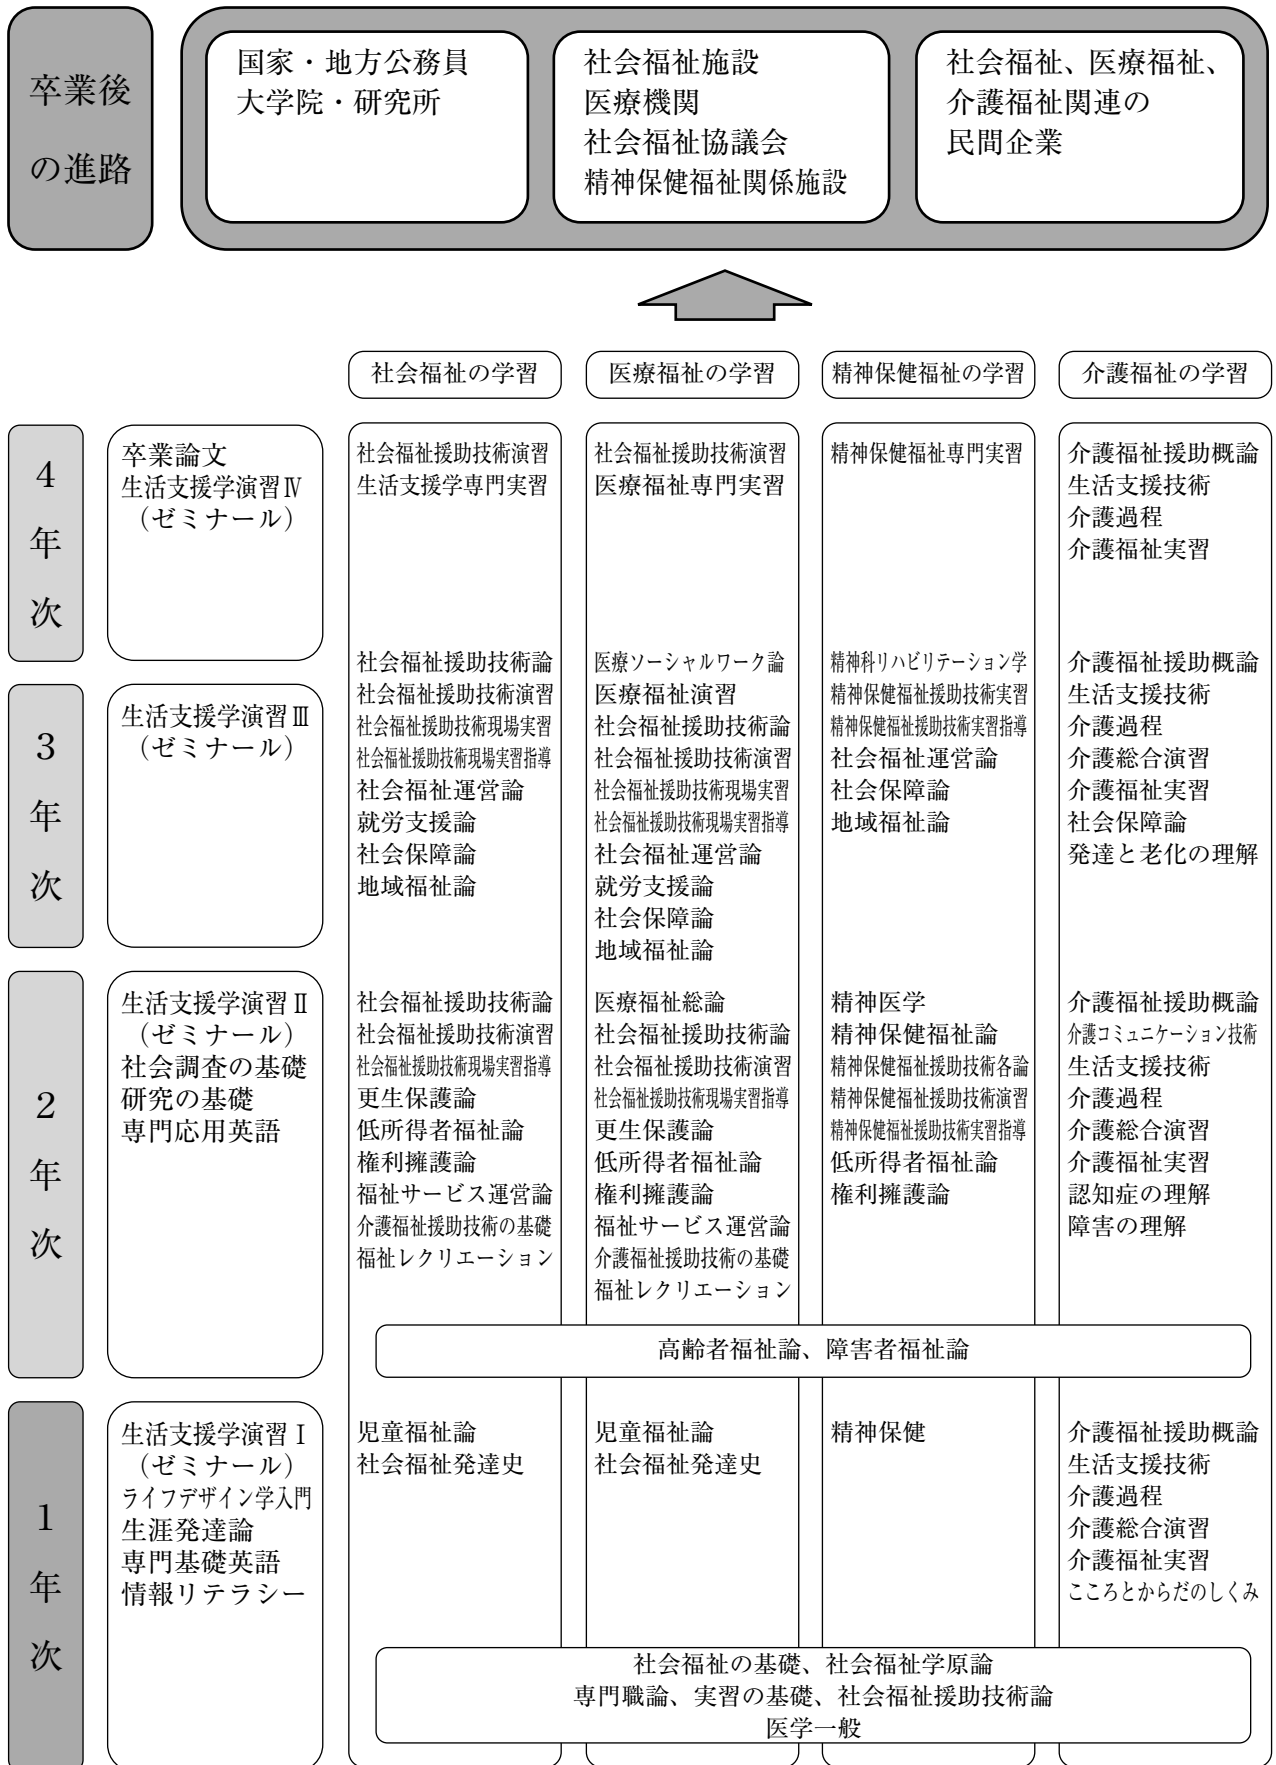 卒業後
の進路
国家・地方公務員
大学院・研究所
社会福祉施設
医療機関
社会福祉協議会
精神保健福祉関係施設
社会福祉、医療福祉、
介護福祉関連の
民間企業
社会福祉の学習
医療福祉の学習
精神保健福祉の学習
介護福祉の学習
4年次
卒業論文
生活支援学演習Ⅳ
（ゼミナール）
社会福祉援助技術演習
生活支援学専門実習
社会福祉援助技術演習
医療福祉専門実習
精神保健福祉専門実習
介護福祉援助概論
生活支援技術
介護過程
介護福祉実習
3年次
生活支援学演習Ⅲ
（ゼミナール）
社会福祉援助技術論
社会福祉援助技術演習
社会福祉援助技術現場実習
社会福祉援助技術現場実習指導
社会福祉運営論
就労支援論
社会保障論
地域福祉論
医療ソーシャルワーク論
医療福祉演習
社会福祉援助技術論
社会福祉援助技術演習
社会福祉援助技術現場実習
社会福祉援助技術現場実習指導
社会福祉運営論
就労支援論
社会保障論
地域福祉論
精神科リハビリテーション学
精神保健福祉援助技術実習
精神保健福祉援助技術実習指導
社会福祉運営論
社会保障論
地域福祉論
介護福祉援助概論
生活支援技術
介護過程
介護総合演習
介護福祉実習
社会保障論
発達と老化の理解
2年次
生活支援学演習Ⅱ
（ゼミナール）
社会調査の基礎
研究の基礎
専門応用英語
社会福祉援助技術論
社会福祉援助技術演習
社会福祉援助技術現場実習指導
更生保護論
低所得者福祉論
権利擁護論
福祉サービス運営論
介護福祉援助技術の基礎
福祉レクリエーション
医療福祉総論
社会福祉援助技術論
社会福祉援助技術演習
社会福祉援助技術現場実習指導
更生保護論
低所得者福祉論
権利擁護論
福祉サービス運営論
介護福祉援助技術の基礎
福祉レクリエーション
精神医学
精神保健福祉論
精神保健福祉援助技術各論
精神保健福祉援助技術演習
精神保健福祉援助技術実習指導
低所得者福祉論
権利擁護論
介護福祉援助概論
介護コミュニケーション技術
生活支援技術
介護過程
介護総合演習
介護福祉実習
認知症の理解
障害の理解
高齢者福祉論、障害者福祉論
1年次
生活支援学演習Ⅰ
（ゼミナール）
ライフデザイン学入門
生涯発達論
専門基礎英語
情報リテラシー
児童福祉論
社会福祉発達史
児童福祉論
社会福祉発達史
精神保健
介護福祉援助概論
生活支援技術
介護過程
介護総合演習
介護福祉実習
こころとからだのしくみ
社会福祉の基礎、社会福祉学原論
専門職論、実習の基礎、社会福祉援助技術論
医学一般